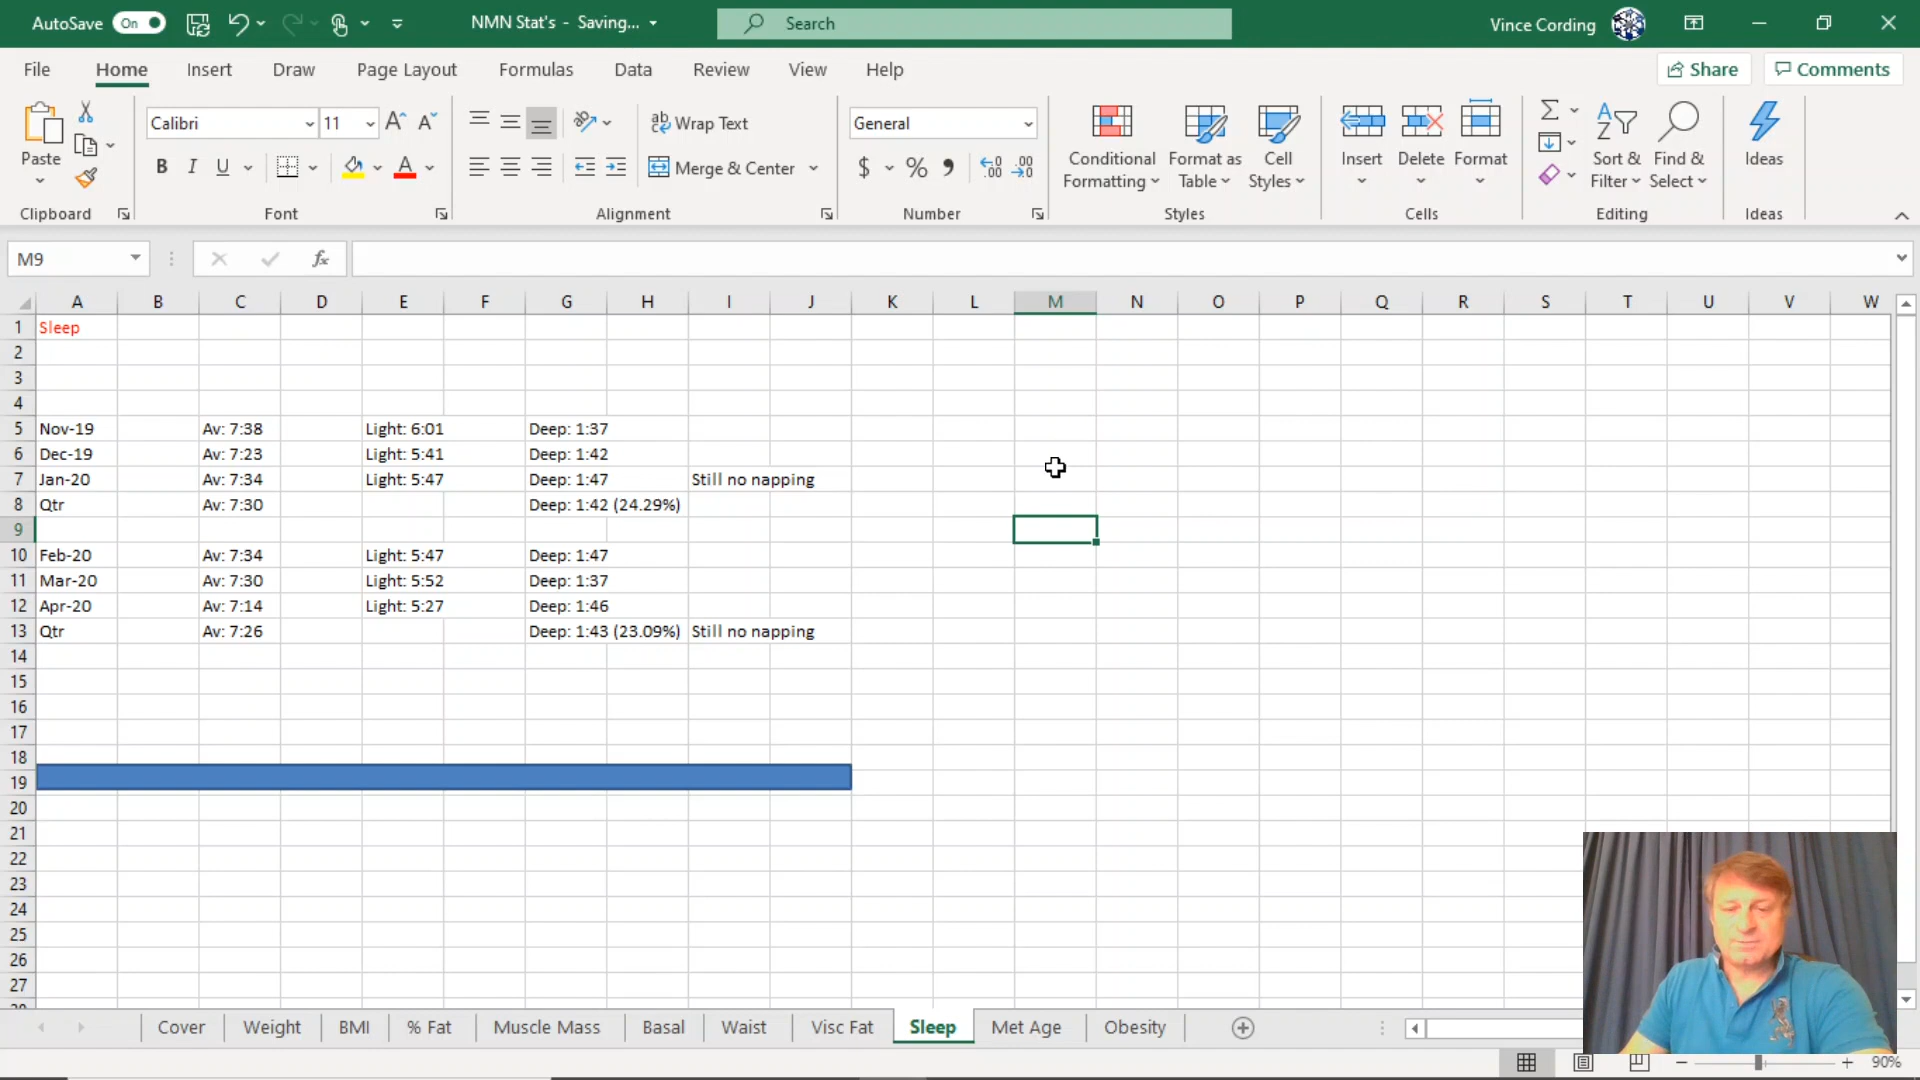 AutoSave On NMN Stat's - Saving... Search Vince Cording
File Home Insert Draw Page Layout Formulas Data Review View Help Share Comments
Paste
Clipboard
Calibri 11
B I U A
Font
Wrap Text
Merge & Center
Alignment
General
$ % 9
Number
Conditional Formatting
Format as Table
Cell Styles
Styles
Insert Delete Format
Cells
Sort & Filter
Find & Select
Editing
Ideas
Ideas
M9 fx
A B C D E F G H I J K L M N O P Q R S T U V W
1 Sleep
2
3
4
5 Nov-19 Av: 7:38 Light: 6:01 Deep: 1:37
6 Dec-19 Av: 7:23 Light: 5:41 Deep: 1:42
7 Jan-20 Av: 7:34 Light: 5:47 Deep: 1:47 Still no napping
8 Qtr Av: 7:30 Deep: 1:42 (24.29%)
9
10 Feb-20 Av: 7:34 Light: 5:47 Deep: 1:47
11 Mar-20 Av: 7:30 Light: 5:52 Deep: 1:37
12 Apr-20 Av: 7:14 Light: 5:27 Deep: 1:46
13 Qtr Av: 7:26 Deep: 1:43 (23.09%) Still no napping
14
15
16
17
18
19
20
21
22
23
24
25
26
27
Cover Weight BMI % Fat Muscle Mass Basal Waist Visc Fat Sleep Met Age Obesity
90%